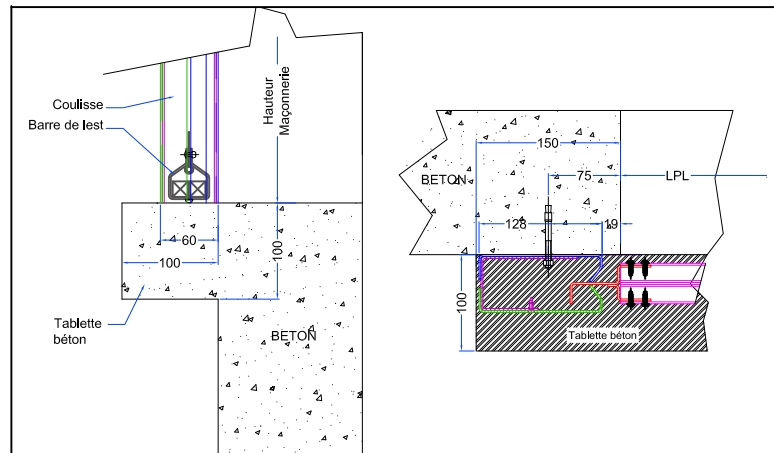 Coulisse
Barre de lest
Hauteur
Maçonnerie
60
100
100
Tablette
béton
BETON
150
BETON
75
LPL
128
19
100
Tablette béton